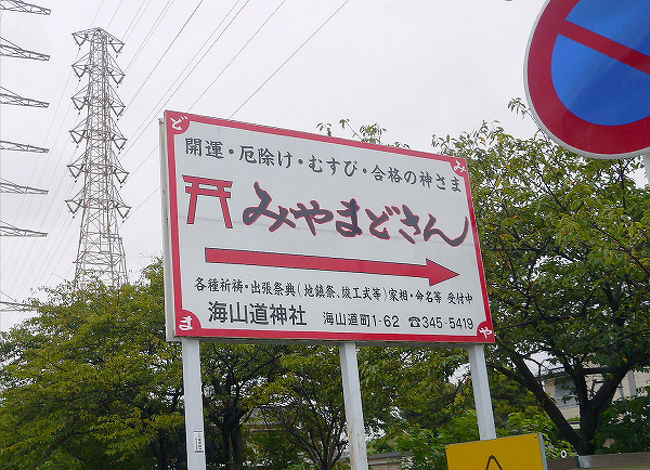 ど
み
開運・厄除け・むすび・合格の神さま
みやまどさん
各種祈祷・出張祭典(地鎮祭、竣工式等)家相・命名等 受付中
海山道神社 海山道町1-62 ☎345-5419
ま
や